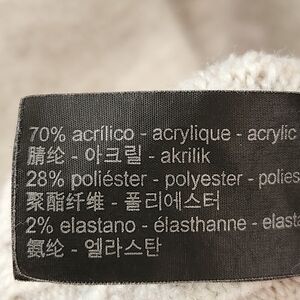 70% acrílico - acrylique - acrylic
腈纶 - 아크릴 - akrilik
28% poliéster - polyester - polies
聚酯纤维 - 폴리에스터
2% elastano - élasthanne - elast
氨纶 - 엘라스탄